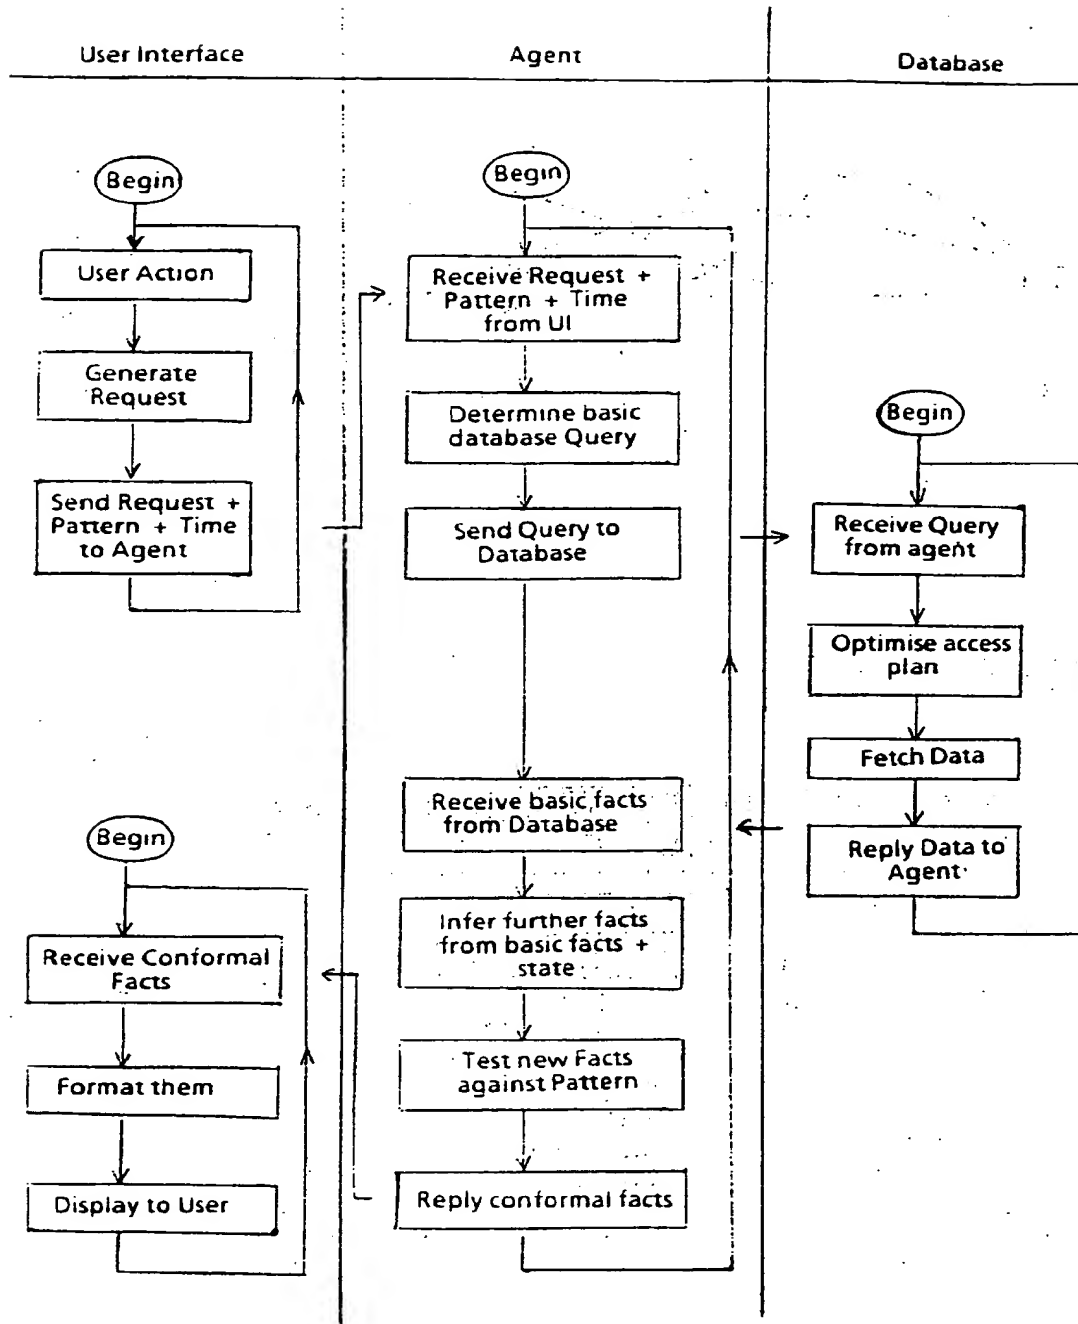 User Interface
Agent
Database
Begin
User Action
Generate
Request
Send Request +
Pattern + Time
to Agent
Begin
Receive Conformal
Facts
Format them
Display to User
Begin
Receive Request +
Pattern + Time
from UI
Determine basic
database Query
Send Query to
Database
Receive basic facts
from Database
Infer further facts
from basic facts +
state
Test new Facts
against Pattern
Reply conformal facts
Begin
Receive Query
from agent
Optimise access
plan
Fetch Data
Reply Data to
Agent